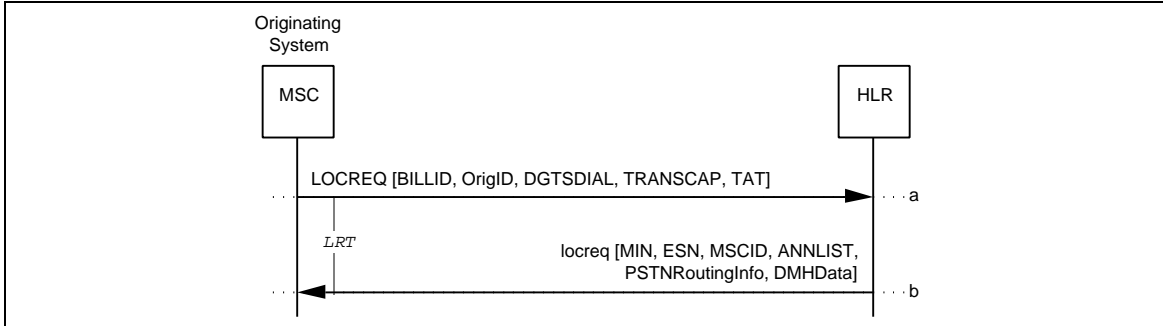 Originating
System
MSC
HLR
LOCREQ [BILLID, OrigID, DGTSDIAL, TRANSCAP, TAT]
a
LRT
locreq [MIN, ESN, MSCID, ANNLIST,
PSTNRoutingInfo, DMHData]
b